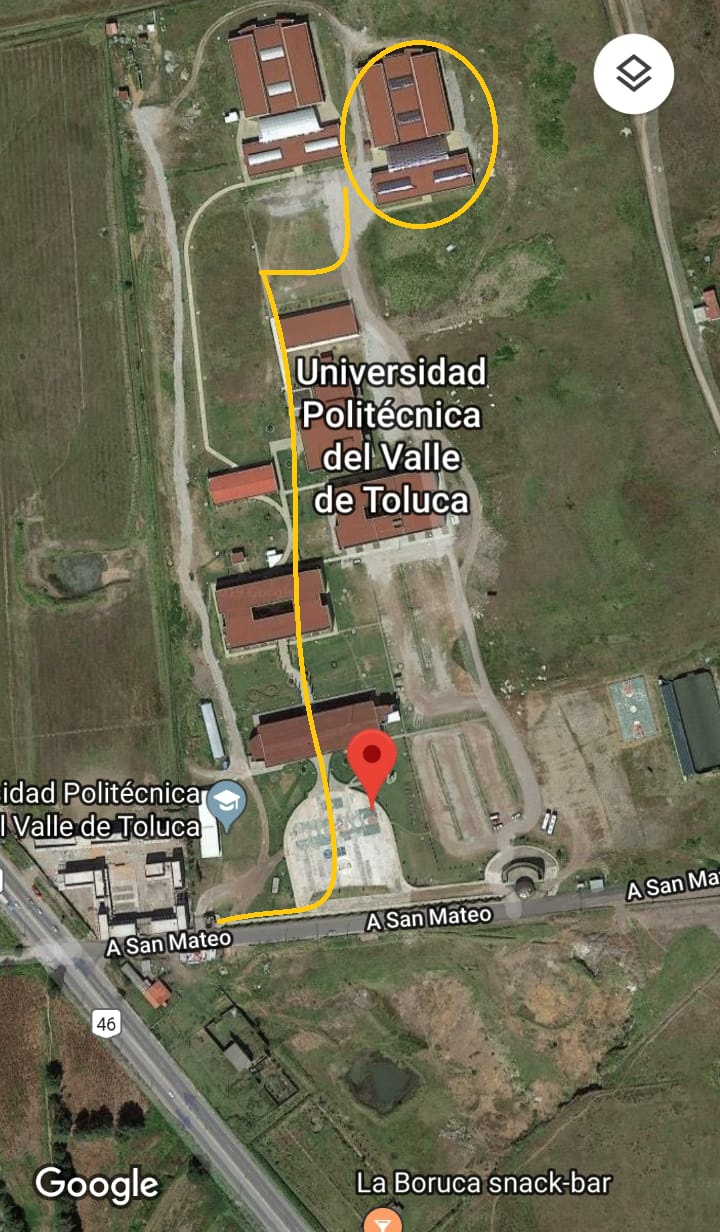 Universidad
Politécnica
del Valle
de Toluca
sidad Politécnica
l Valle de Toluca
A San Ma
A San Mateo
A San Mateo
46
Google
La Boruca snack-bar